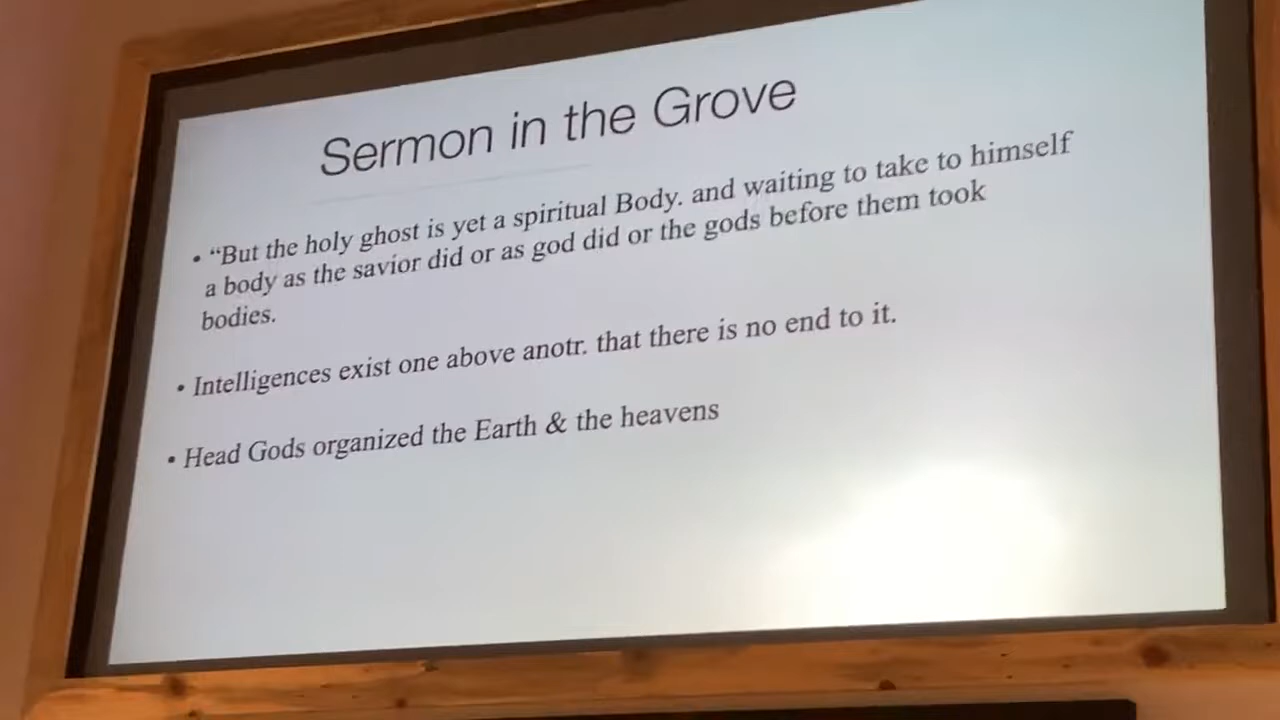 Sermon in the Grove
• “But the holy ghost is yet a spiritual Body. and waiting to take to himself
a body as the savior did or as god did or the gods before them took
bodies.
• Intelligences exist one above anotr. that there is no end to it.
• Head Gods organized the Earth & the heavens